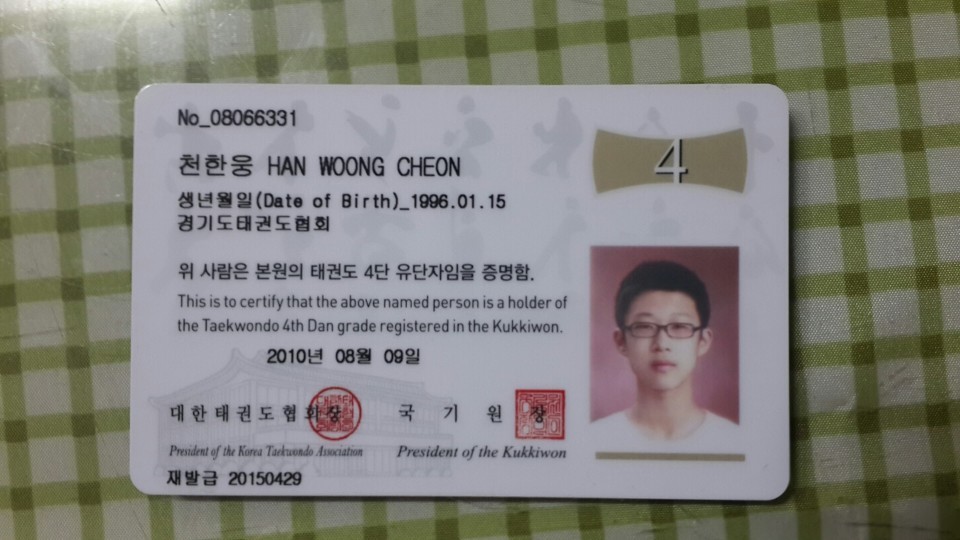 No_08066331
4
천한웅 HAN WOONG CHEON
생년월일(Date of Birth)_1996.01.15
경기도태권도협회
위 사람은 본원의 태권도 4단 유단자임을 증명함.
This is to certify that the above named person is a holder of
the Taekwondo 4th Dan grade registered in the Kukkiwon.
2010년 08월 09일
대한태권도협회장 국 기 원 장
President of the Korea Taekwondo Association President of the Kukkiwon
재발급 20150429